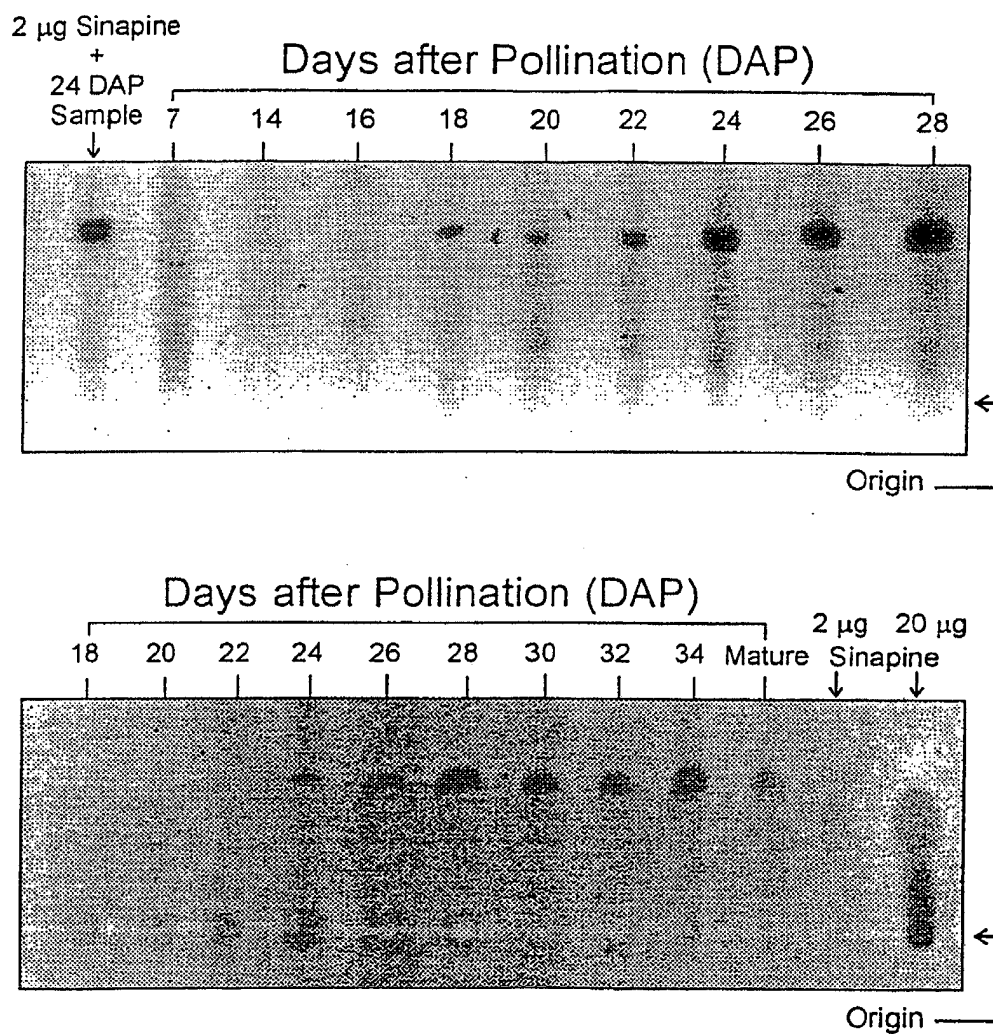 2 µg Sinapine
+
24 DAP
Sample
Days after Pollination (DAP)
7 14 16 18 20 22 24 26 28
Origin
Days after Pollination (DAP)
18 20 22 24 26 28 30 32 34 Mature
2 µg 20 µg
Sinapine
Origin